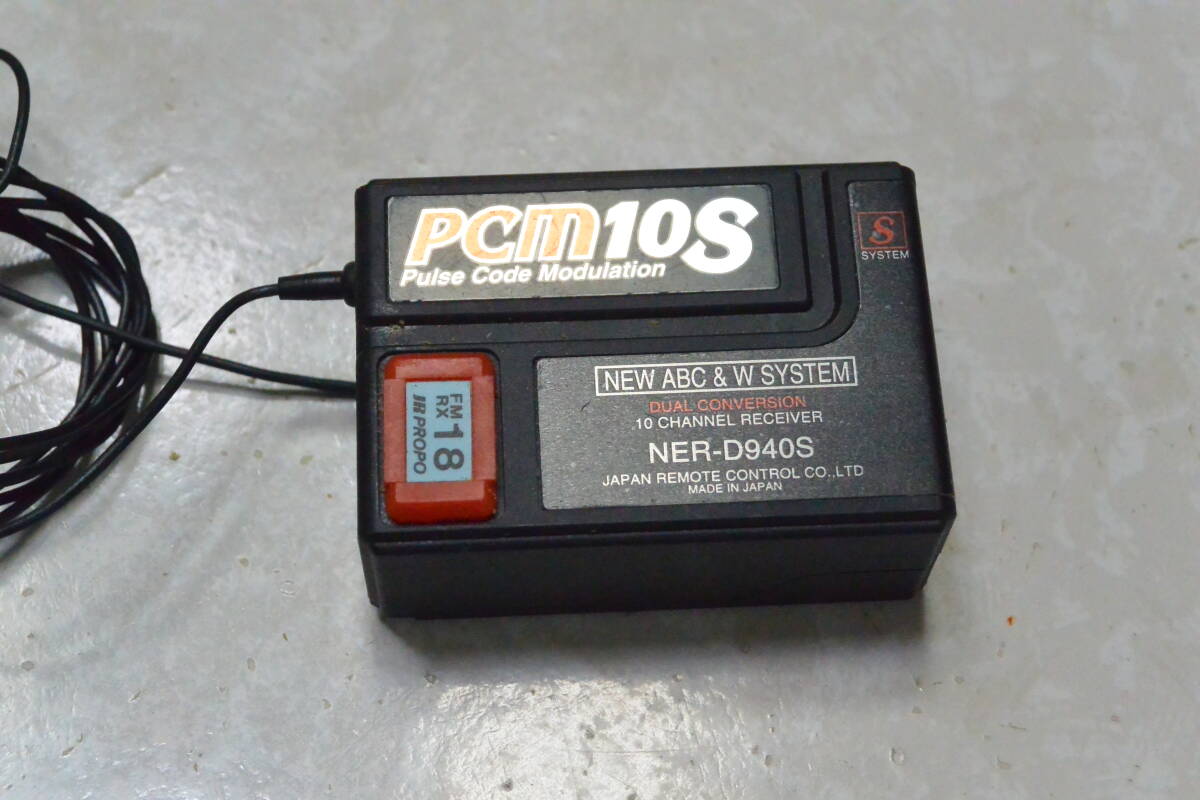 PCM10S
Pulse Code Modulation
S
SYSTEM
NEW ABC & W SYSTEM
DUAL CONVERSION
10 CHANNEL RECEIVER
NER-D940S
JAPAN REMOTE CONTROL CO.,LTD
MADE IN JAPAN
FM
RX
18
JR PROPO